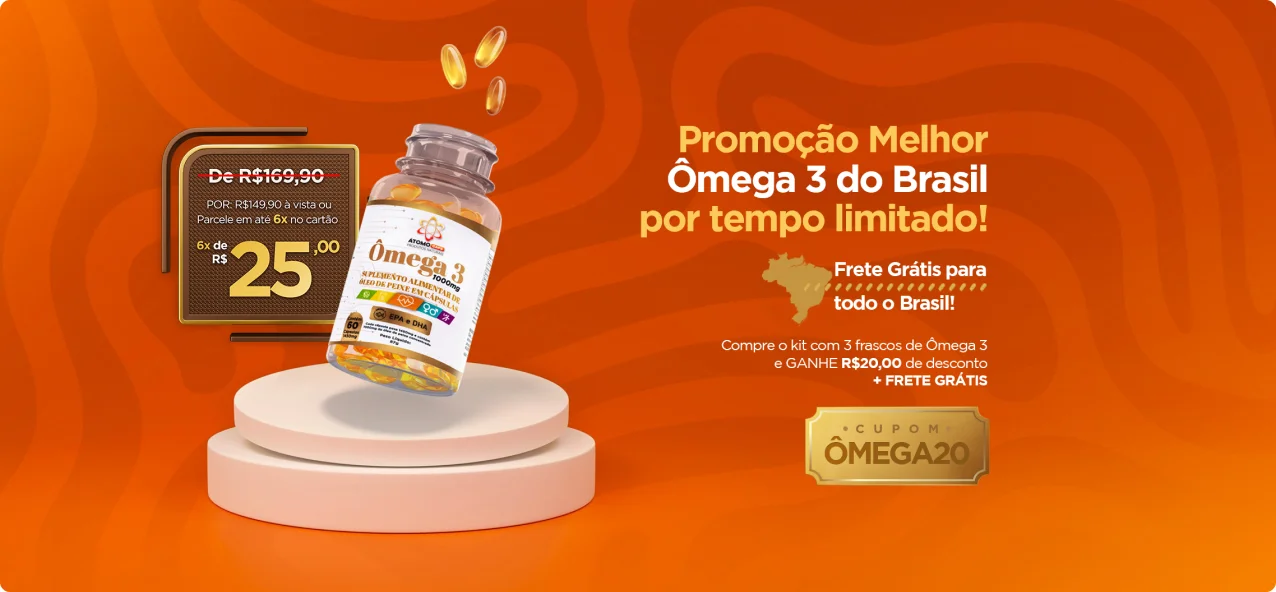 De R$169,90
POR: R$149,90 à vista ou
Parcele em até 6x no cartão
6x de
R$ 25,00
ATOMO
Ômega 3
1000mg
SUPLEMENTO ALIMENTAR DE
ÓLEO DE PEIXE EM CÁPSULAS
EPA e DHA
60
Peso Líquido:
Promoção Melhor
Ômega 3 do Brasil
por tempo limitado!
Frete Grátis para
todo o Brasil!
Compre o kit com 3 frascos de Ômega 3
e GANHE R$20,00 de desconto
+ FRETE GRÁTIS
CUPOM
ÔMEGA20